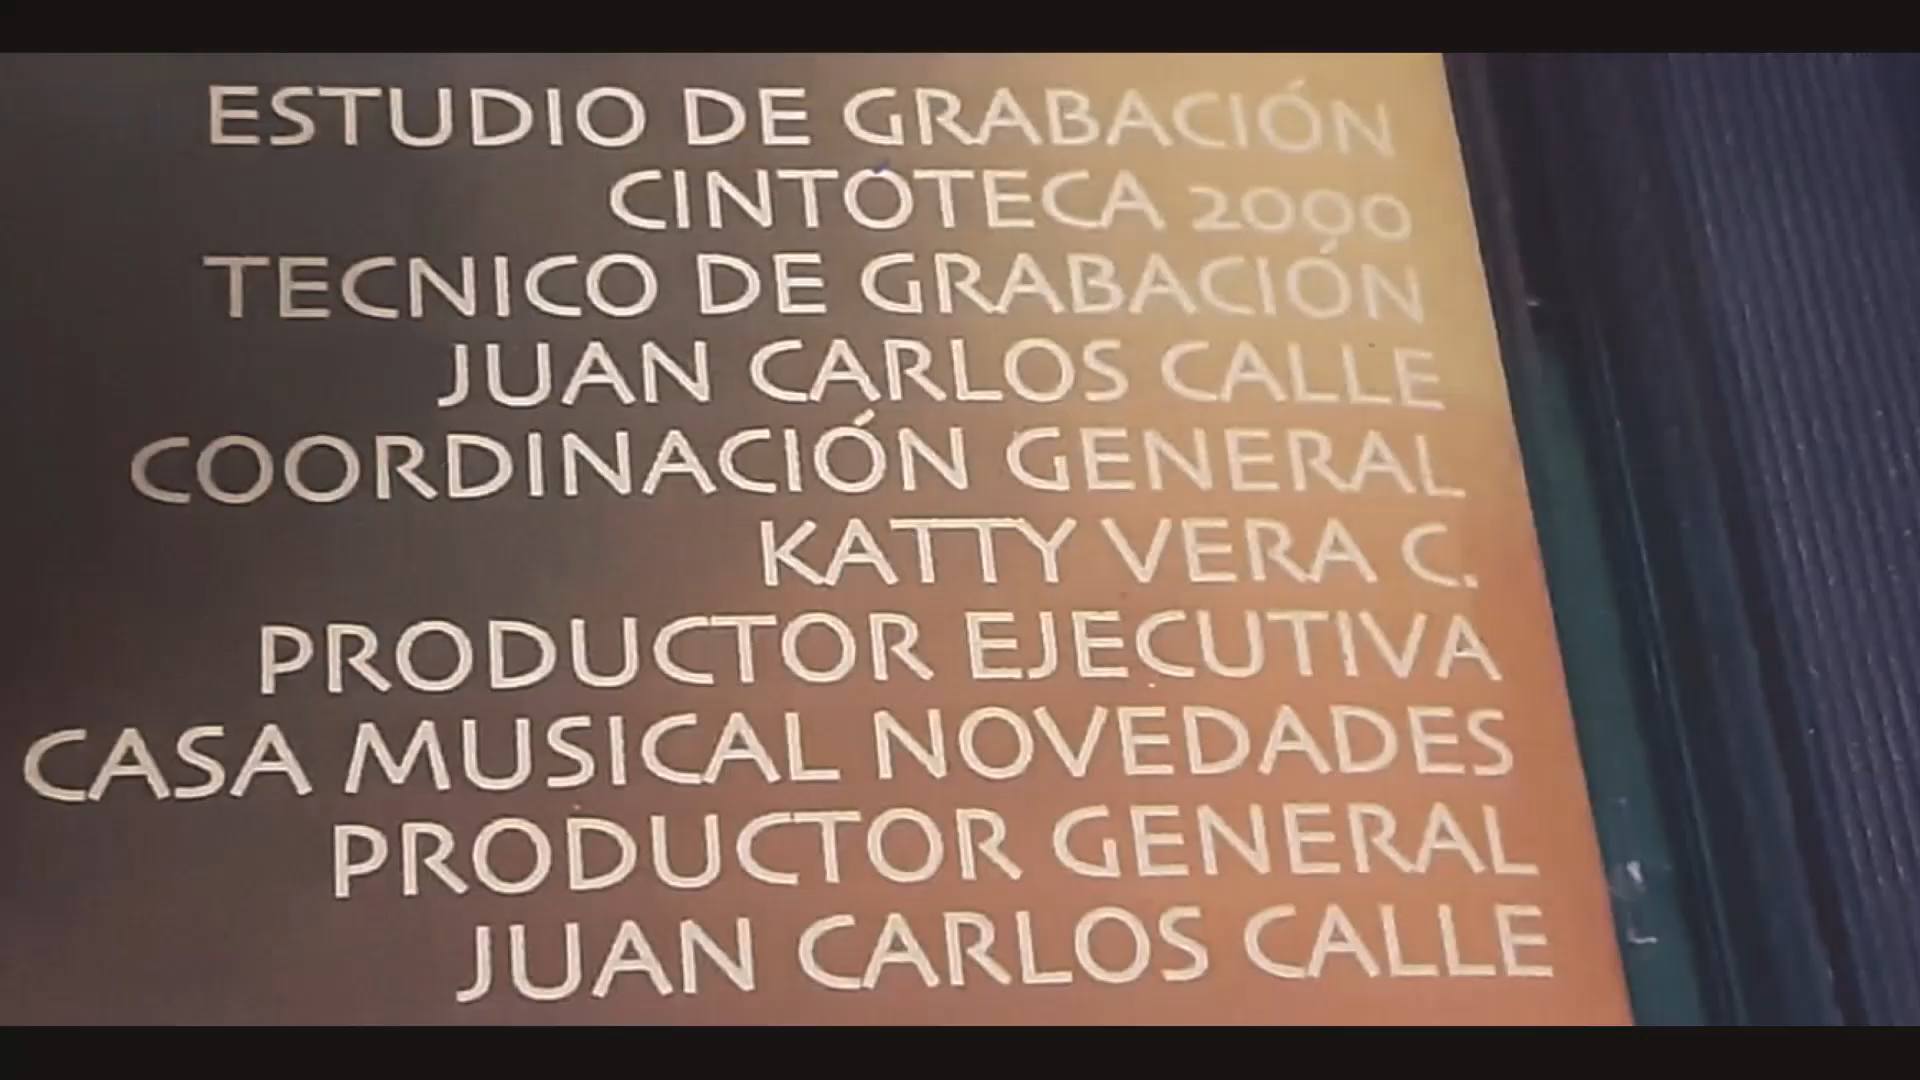 ESTUDIO DE GRABACIÓN
CINTOTECA 2000
TECNICO DE GRABACIÓN
JUAN CARLOS CALLE
COORDINACIÓN GENERAL
KATTY VERA C.
PRODUCTOR EJECUTIVA
CASA MUSICAL NOVEDADES
PRODUCTOR GENERAL
JUAN CARLOS CALLE